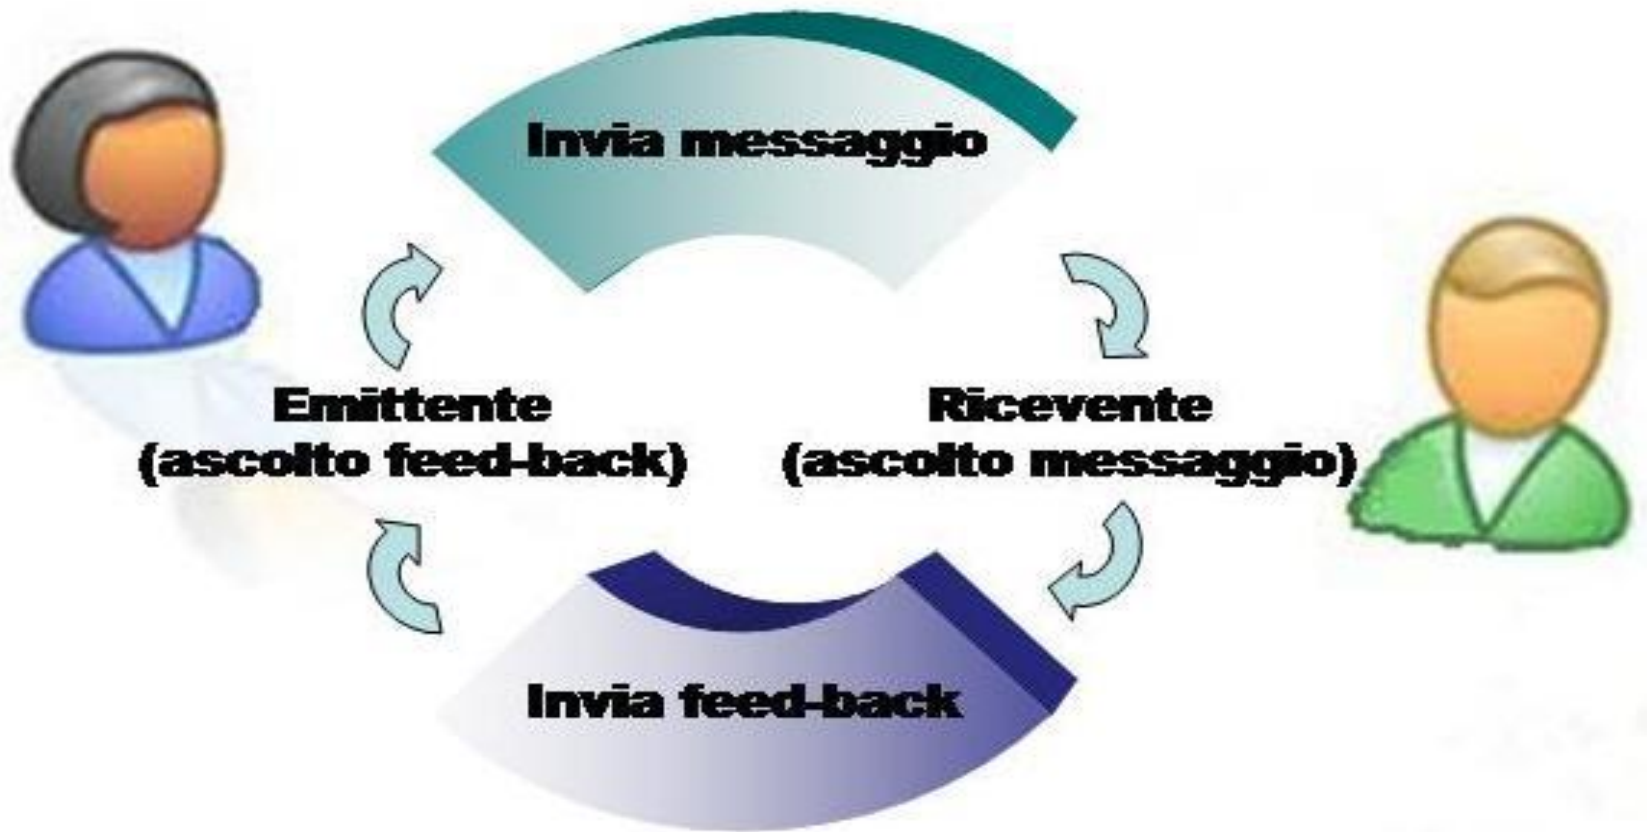 Invia messaggio
Emittente
(ascolto feed-back)
Ricevente
(ascolto messaggio)
Invia feed-back